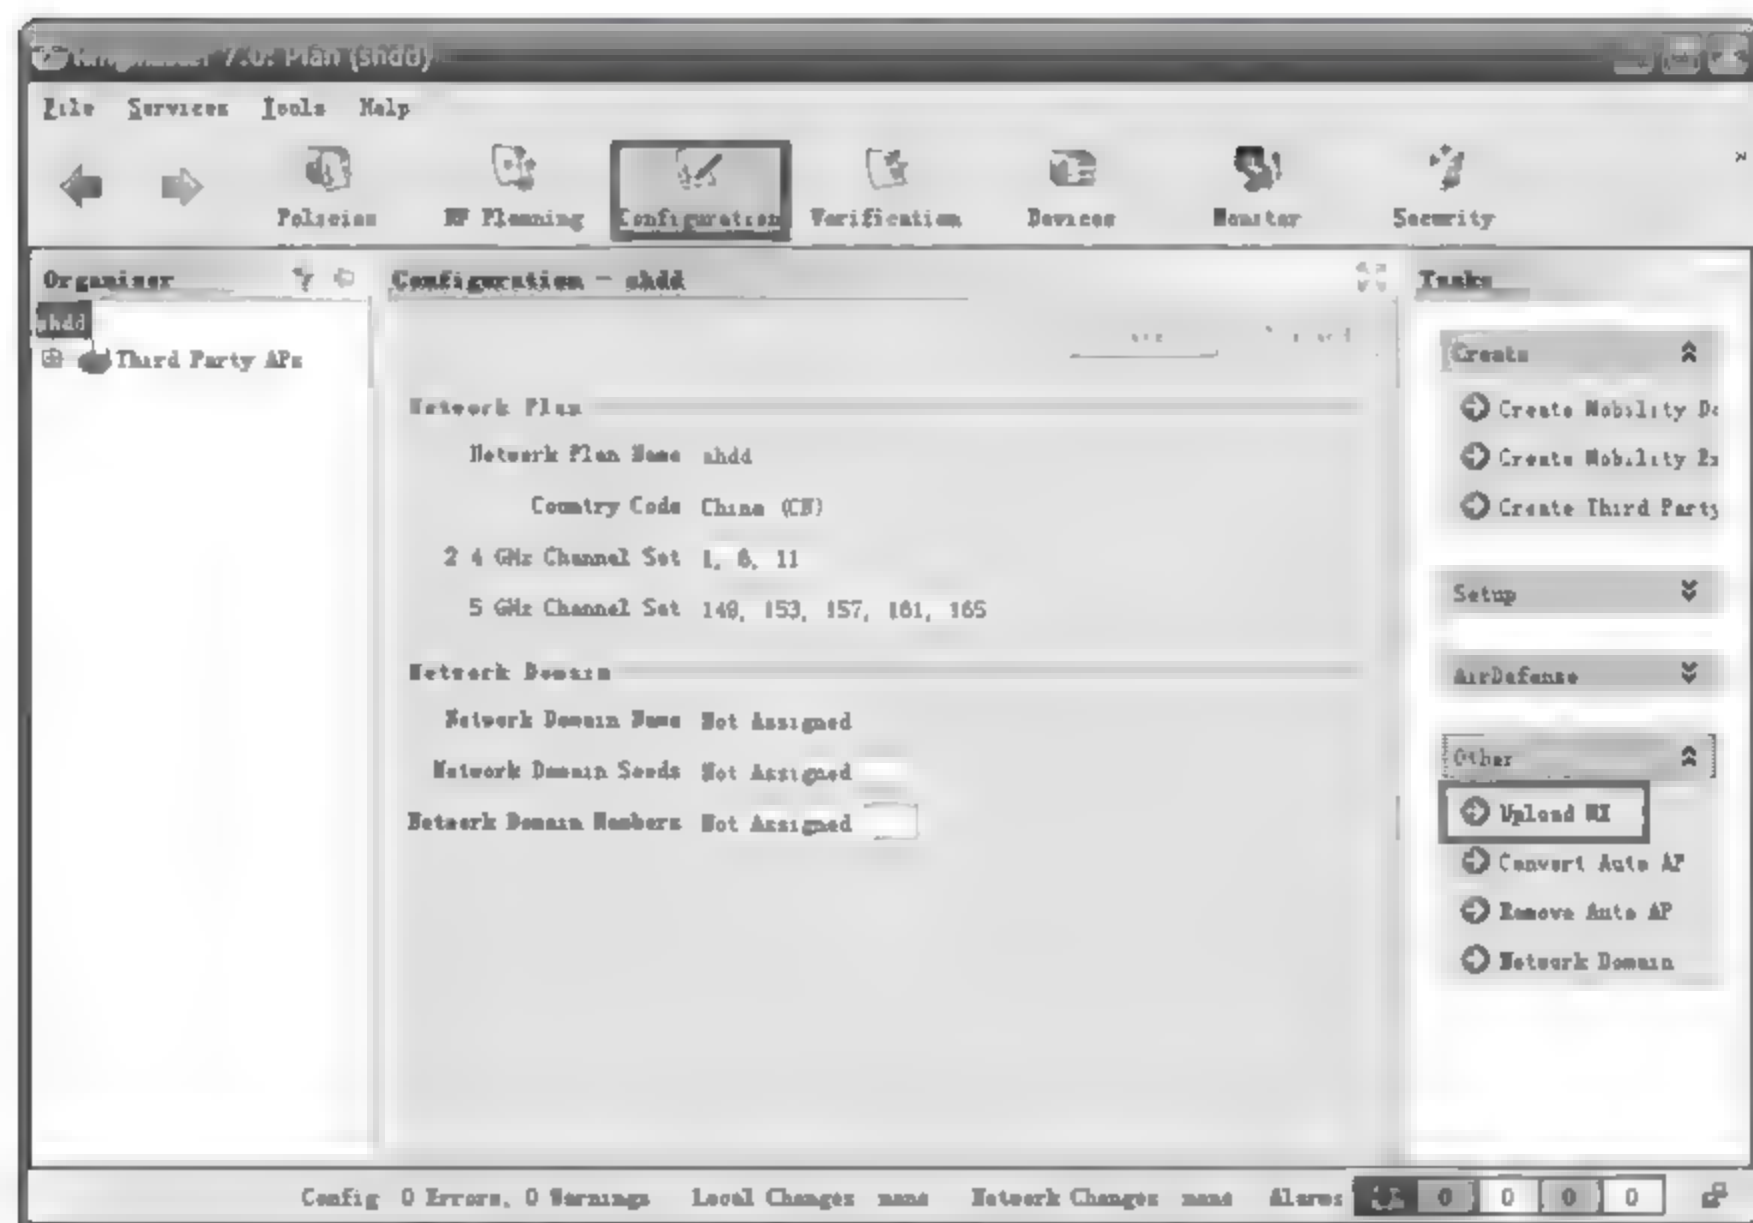 RingMaster 7.0: Plan (shdd)
File Services Tools Help
Policies RF Planning Configuration Verification Devices Monitor Security
Organizer
Configuration - shdd
Tasks
shdd
Third Party APs
Create
Create Mobility
Create Mobility
Create Third Party
Network Plan
Network Plan Name shdd
Country Code China (CN)
2.4 GHz Channel Set 1, 6, 11
5 GHz Channel Set 149, 153, 157, 161, 165
Setup
Network Domain
AirDefense
Network Domain Name Not Assigned
Network Domain Seeds Not Assigned
Network Domain Members Not Assigned
Other
Upload MX
Convert Auto AP
Remove Auto AP
Network Domain
Config 0 Errors, 0 Warnings Local Changes none Network Changes none Alarms 0 0 0 0